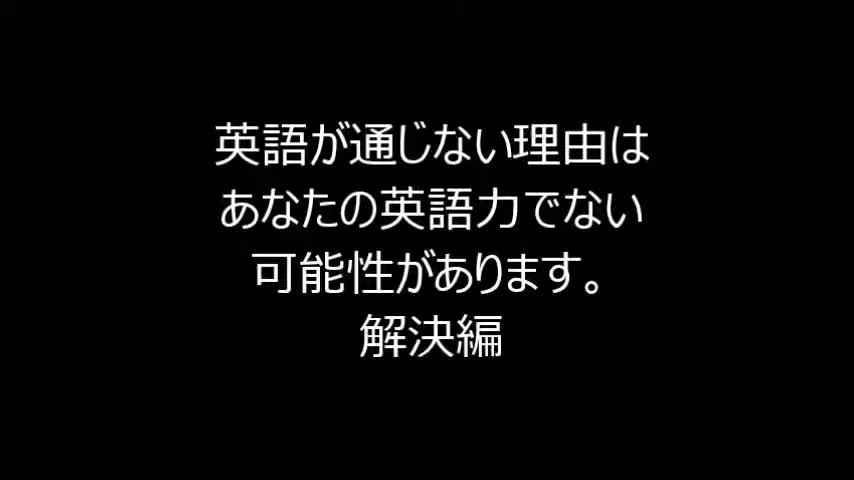 英語が通じない理由は
あなたの英語力でない
可能性があります。
解決編